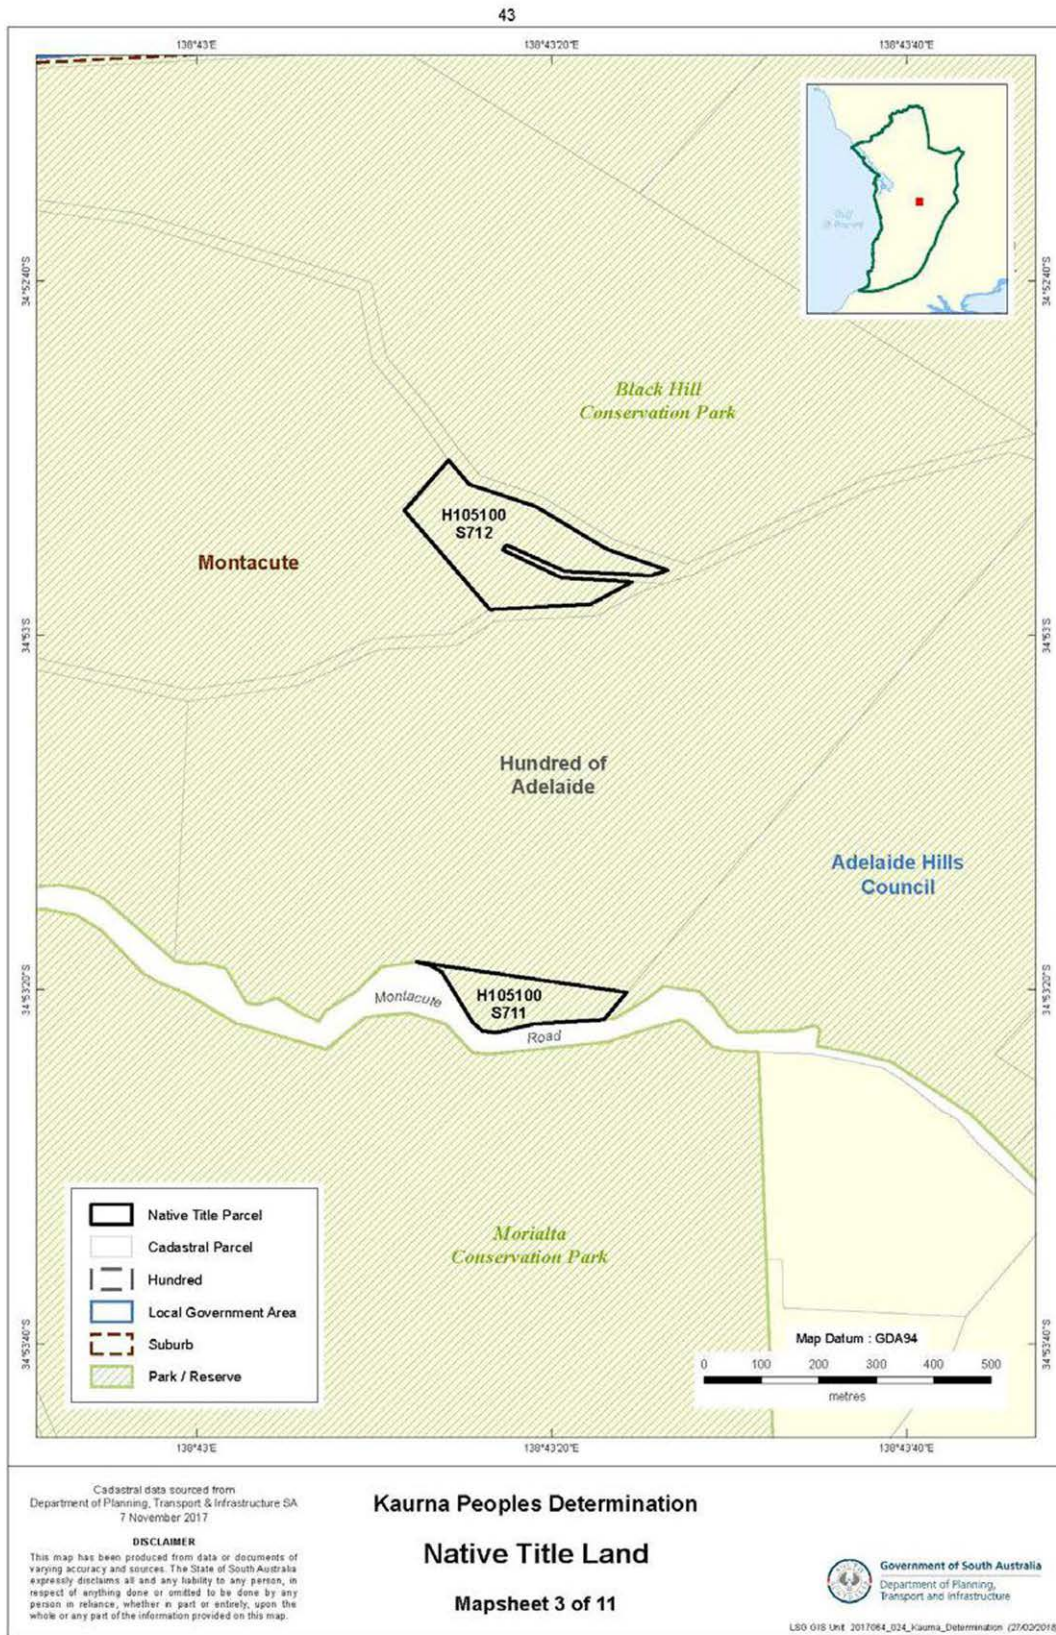 43
138°43'E
138°43'20"E
138°43'40"E
34°52'40"S
34°52'40"S
Black Hill
Conservation Park
H105100
S712
Montacute
34°53'S
34°53'S
Hundred of
Adelaide
Adelaide Hills
Council
34°53'20"S
34°53'20"S
Montacute
H105100
S711
Road
Native Title Parcel
Cadastral Parcel
Hundred
Local Government Area
Suburb
Park / Reserve
Morialta
Conservation Park
34°53'40"S
34°53'40"S
Map Datum : GDA94
0 100 200 300 400 500
metres
138°43'E
138°43'20"E
138°43'40"E
Cadastral data sourced from
Department of Planning, Transport & Infrastructure SA
7 November 2017
DISCLAIMER
This map has been produced from data or documents of
varying accuracy and sources. The State of South Australia
expressly disclaims all and any liability to any person, in
respect of anything done or omitted to be done by any
person in reliance, whether in part or entirely, upon the
whole or any part of the information provided on this map.
Kaurna Peoples Determination
Native Title Land
Mapsheet 3 of 11
Government of South Australia
Department of Planning,
Transport and Infrastructure
LSG GIS Unit 2017064_024_Kaurna_Determination (27/02/2018)